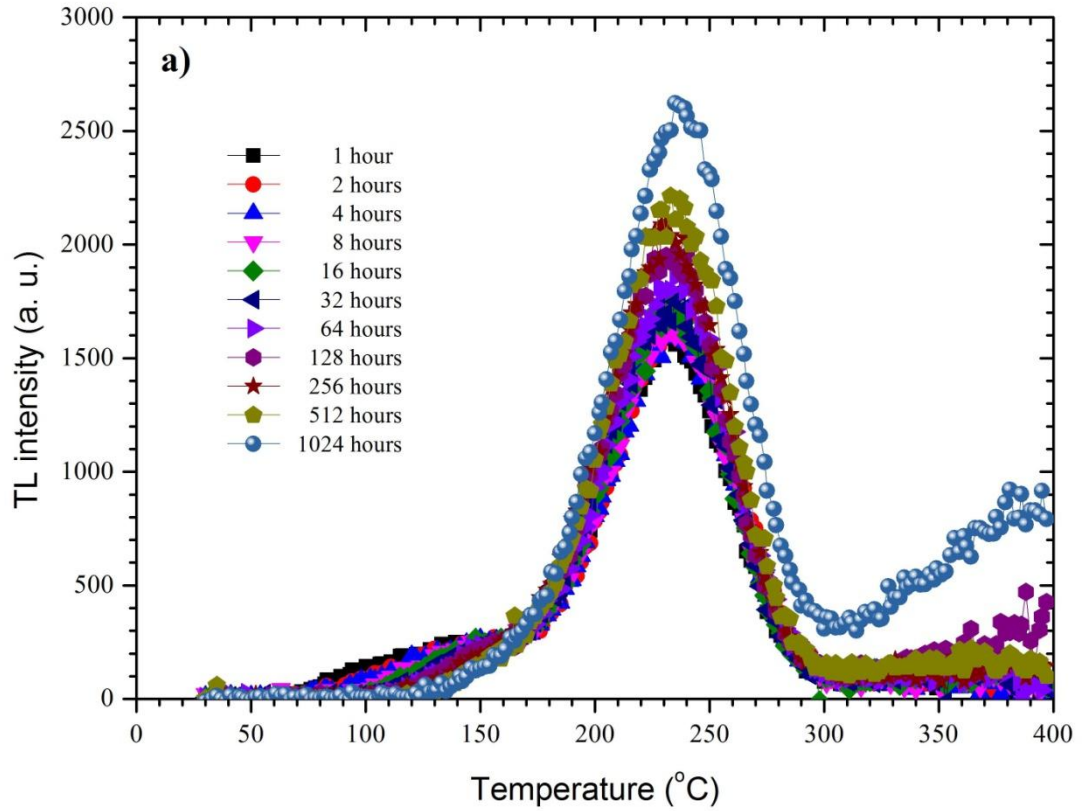 a)
3000
2500
2000
1500
1000
500
0
TL intensity (a. u.)
1 hour
2 hours
4 hours
8 hours
16 hours
32 hours
64 hours
128 hours
256 hours
512 hours
1024 hours
0 50 100 150 200 250 300 350 400
Temperature (°C)